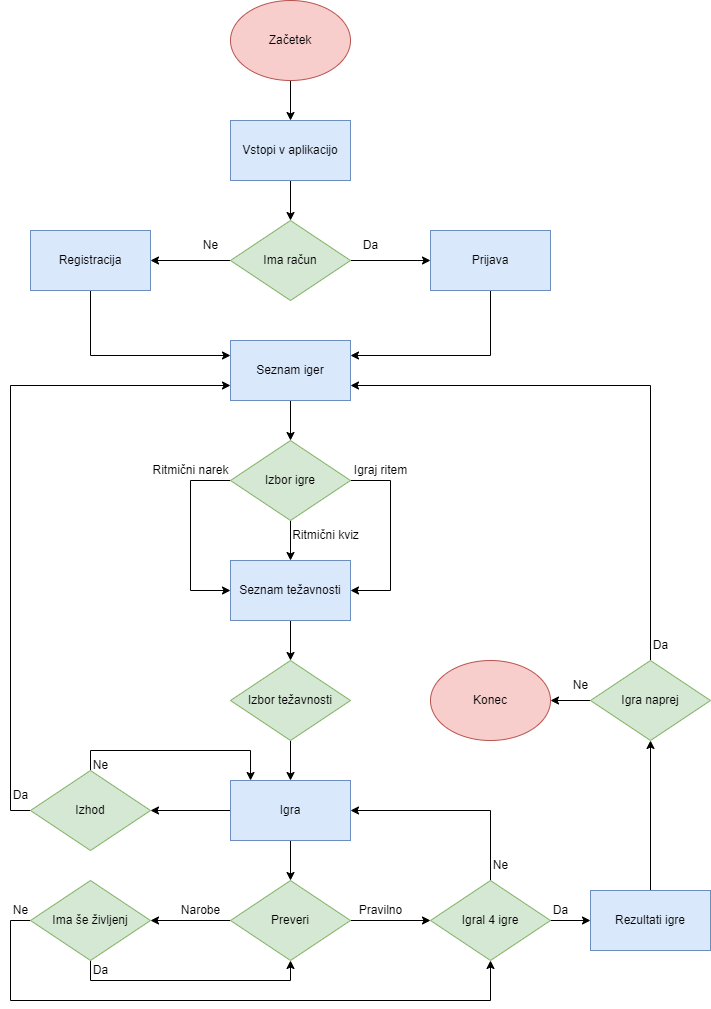 Začetek
Vstopi v aplikacijo
Ne
Da
Registracija
Ima račun
Prijava
Seznam iger
Ritmični narek
Izbor igre
Igraj ritem
Ritmični kviz
Seznam težavnosti
Izbor težavnosti
Da
Ne
Konec
Igra naprej
Ne
Da
Izhod
Igra
Ne
Ne
Ima še življenj
Narobe
Preveri
Pravilno
Igral 4 igre
Da
Rezultati igre
Da